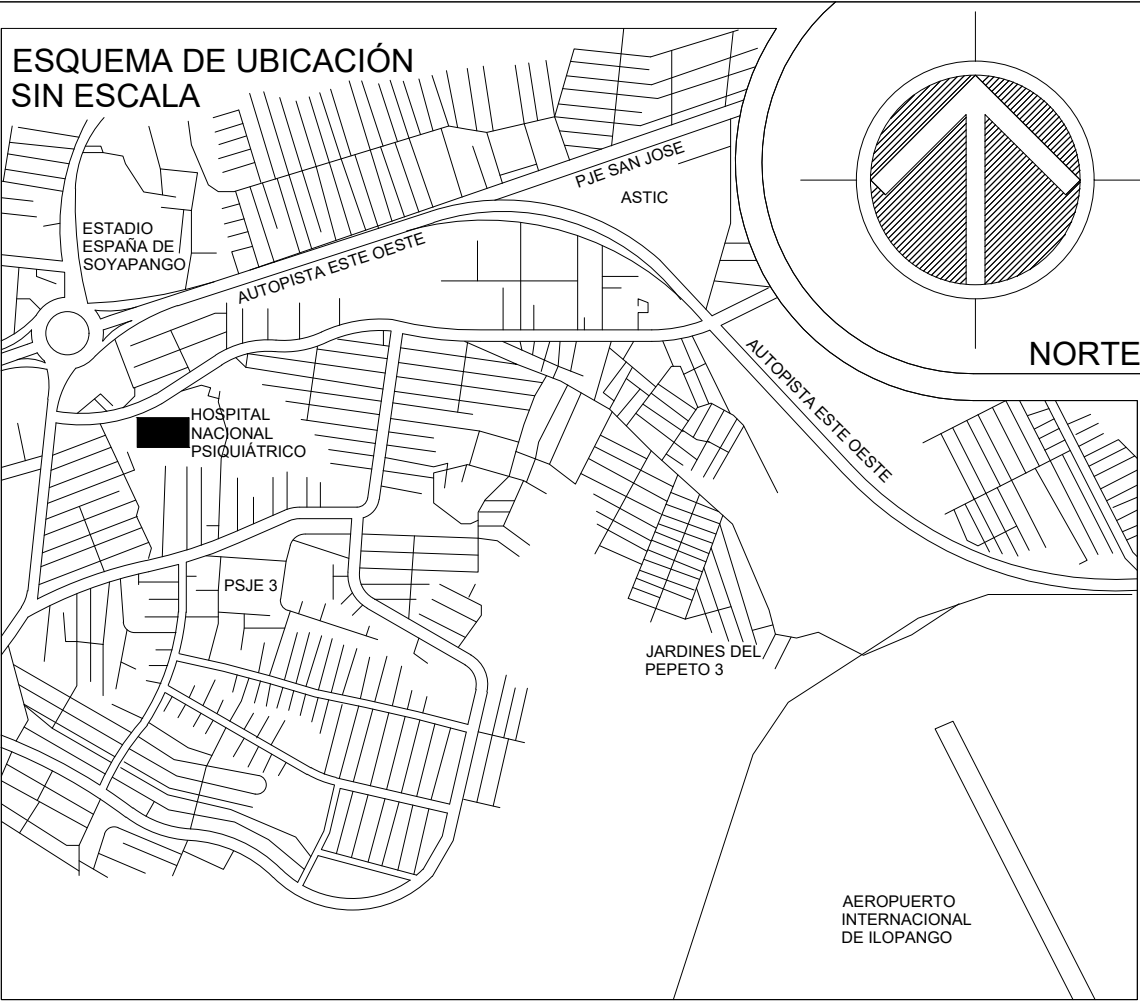 ESQUEMA DE UBICACIÓN
SIN ESCALA
PJE SAN JOSE
ASTIC
ESTADIO
ESPAÑA DE
SOYAPANGO
AUTOPISTA ESTE OESTE
NORTE
AUTOPISTA ESTE OESTE
HOSPITAL
NACIONAL
PSIQUIÁTRICO
PSJE 3
JARDINES DEL
PEPETO 3
AEROPUERTO
INTERNACIONAL
DE ILOPANGO